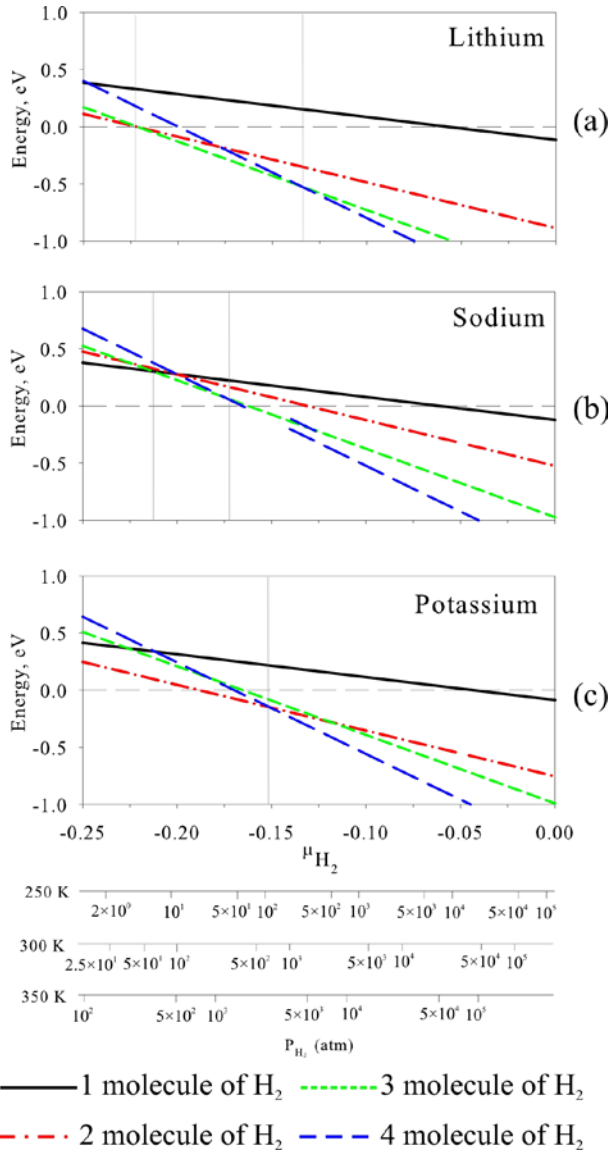 1.0
Lithium
0.5
0.0
-0.5
1.0
Energy, eV
(a)
1.0
Sodium
0.5
0.0
-0.5
-1.0
Energy, eV
(b)
1.0
Potassium
0.5
0.0
-0.5
-1.0
Energy, eV
(c)
-0.25 -0.20 -0.15 -0.10 -0.05 0.00
μH₂
250 K
2×10⁰ 10¹ 5×10¹ 10² 5×10² 10³ 5×10³ 10⁴ 5×10⁴ 10⁵
300 K
2.5×10¹ 5×10¹ 10² 5×10² 10³ 5×10³ 10⁴ 5×10⁴ 10⁵
350 K
10² 5×10² 10³ 5×10³ 10⁴ 5×10⁴ 10⁵
P_H₂ (atm)
1 molecule of H₂ 3 molecule of H₂
2 molecule of H₂ 4 molecule of H₂